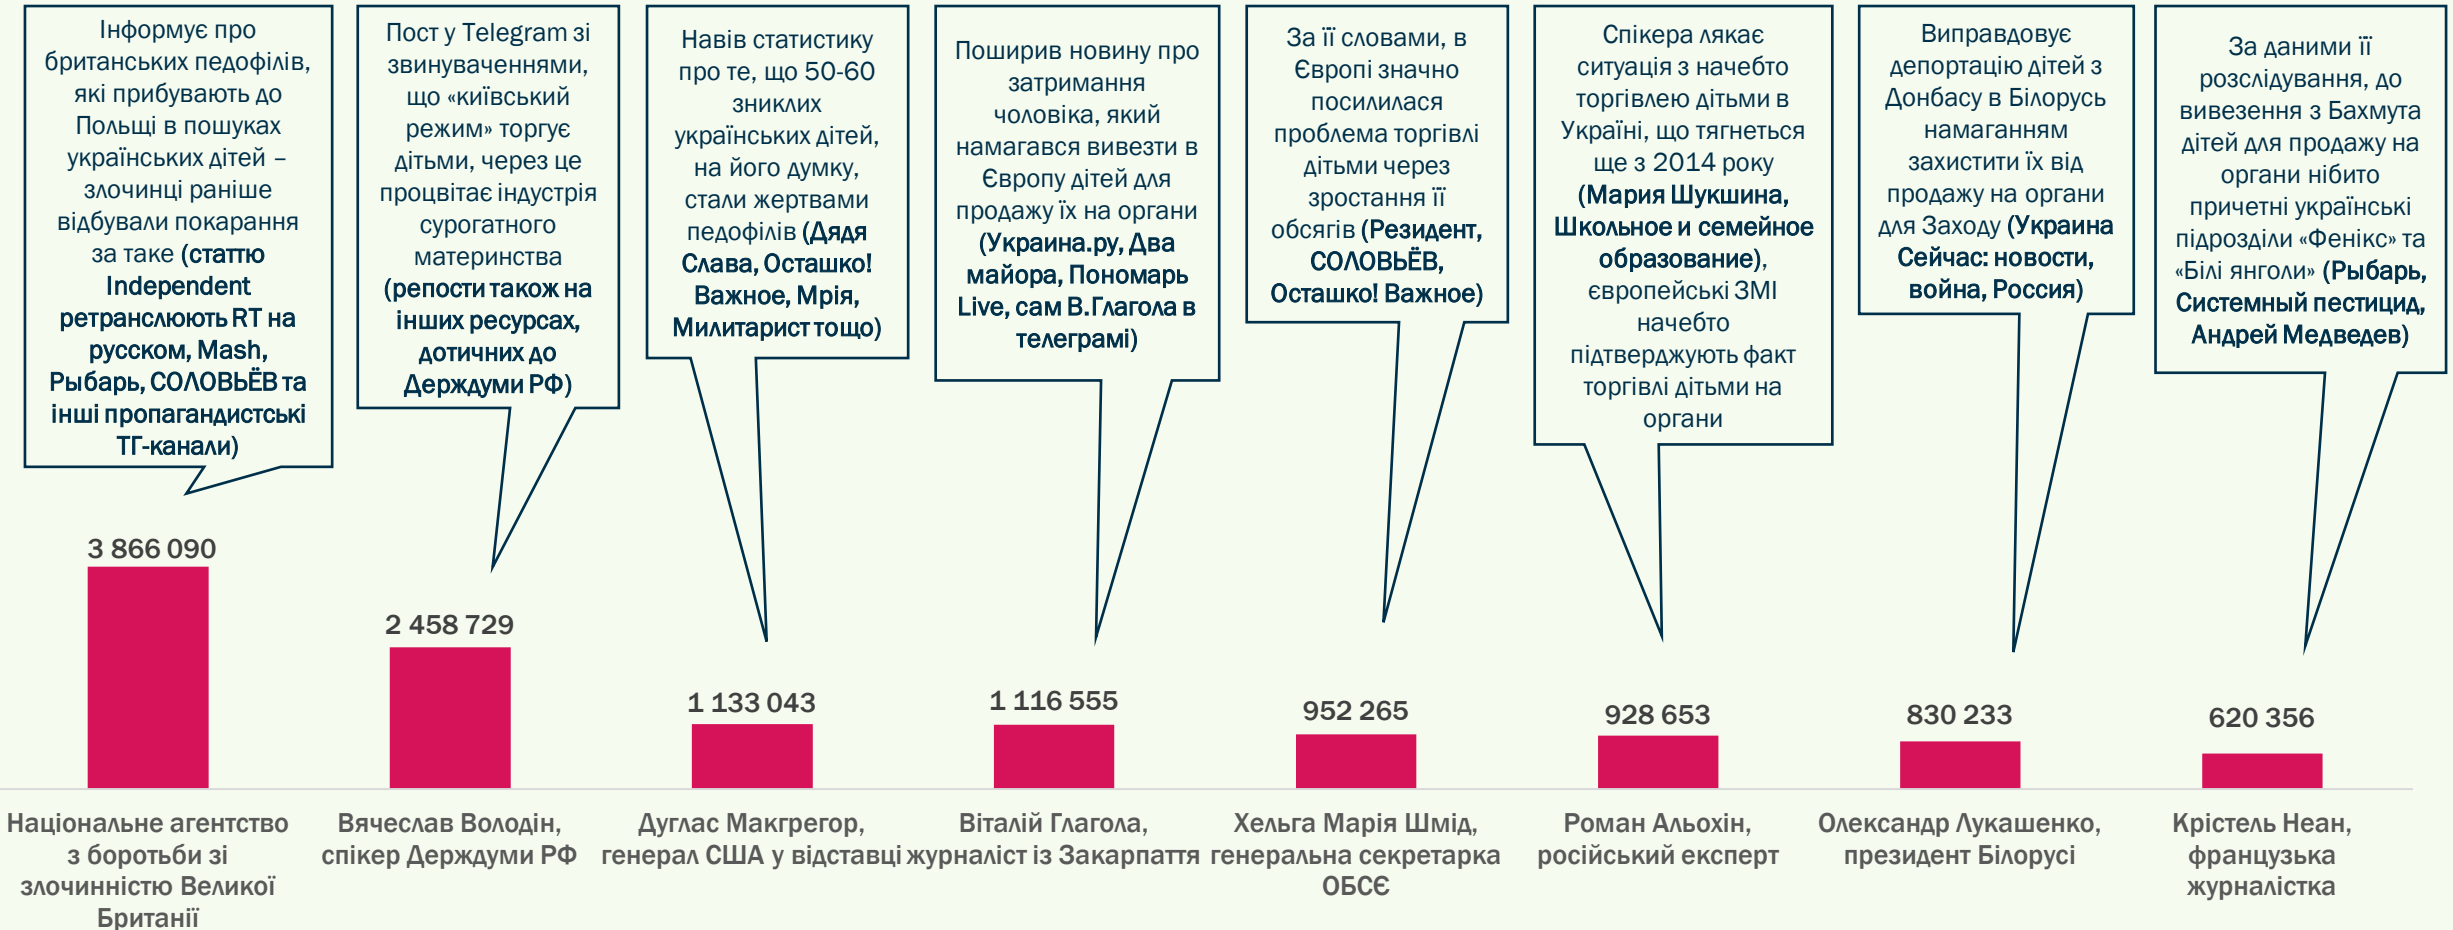 Інформує про
британських педофілів,
які прибувають до
Польщі в пошуках
українських дітей –
злочинці раніше
відбували покарання
за таке (статтю
Independent
ретранслюють RT на
русском, Mash,
Рыбарь, СОЛОВЬЁВ та
інші пропагандистські
ТГ-канали)
Пост у Telegram зі
звинуваченнями,
що «київський
режим» торгує
дітьми, через це
процвітає індустрія
сурогатного
материнства
(репости також на
інших ресурсах,
дотичних до
Держдуми РФ)
Навів статистику
про те, що 50-60
зниклих
українських дітей,
на його думку,
стали жертвами
педофілів (Дядя
Слава, Осташко!
Важное, Мрія,
Милитарист тощо)
Поширив новину про
затримання
чоловіка, який
намагався вивезти в
Європу дітей для
продажу їх на органи
(Украина.ру, Два
майора, Пономарь
Live, сам В.Глагола в
телеграмі)
За її словами, в
Європі значно
посилилася
проблема торгівлі
дітьми через
зростання її
обсягів (Резидент,
СОЛОВЬЁВ,
Осташко! Важное)
Спікера лякає
ситуація з начебто
торгівлею дітьми в
Україні, що тягнеться
ще з 2014 року
(Мария Шукшина,
Школьное и семейное
образование),
європейські ЗМІ
начебто
підтверджують факт
торгівлі дітьми на
органи
Виправдовує
депортацію дітей з
Донбасу в Білорусь
намаганням
захистити їх від
продажу на органи
для Заходу (Украина
Сейчас: новости,
война, Россия)
За даними її
розслідування, до
вивезення з Бахмута
дітей для продажу на
органи нібито
причетні українські
підрозділи «Фенікс» та
«Білі янголи» (Рыбарь,
Системный пестицид,
Андрей Медведев)
3 866 090
2 458 729
1 133 043
1 116 555
952 265
928 653
830 233
620 356
Національне агентство
з боротьби зі
злочинністю Великої
Британії
Вячеслав Володін,
спікер Держдуми РФ
Дуглас Макгрегор,
генерал США у відставці
Віталій Глагола,
журналіст із Закарпаття
Хельга Марія Шмід,
генеральна секретарка
ОБСЄ
Роман Альохін,
російський експерт
Олександр Лукашенко,
президент Білорусі
Крістель Неан,
французька
журналістка